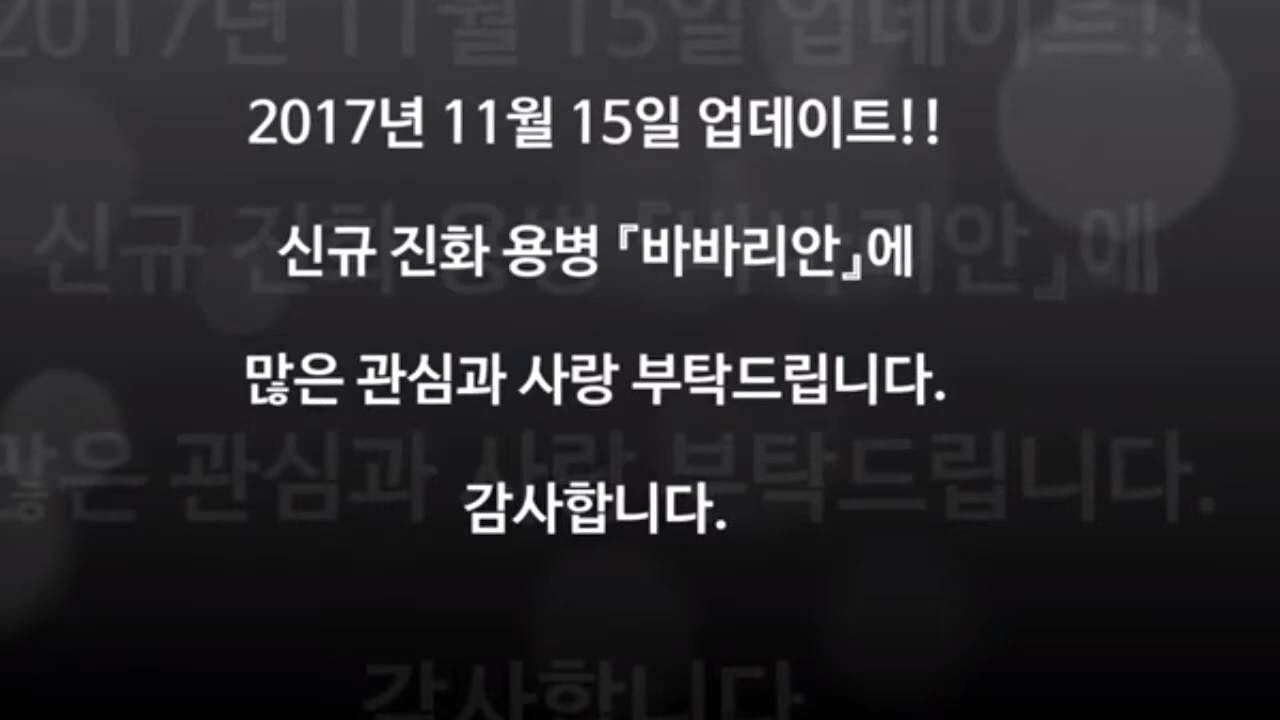 2017년 11월 15일 업데이트!!
신규 진화 용병 『바바리안』에
많은 관심과 사랑 부탁드립니다.
감사합니다.